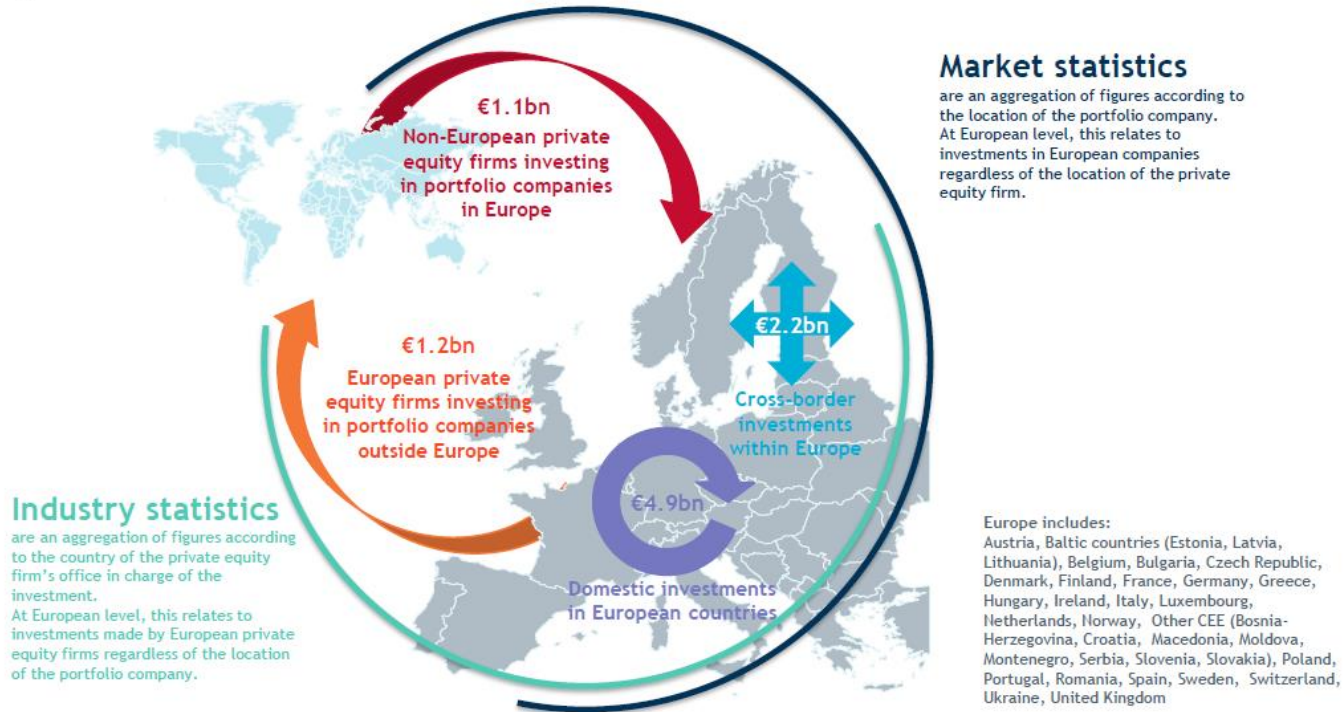 Market statistics
are an aggregation of figures according to
the location of the portfolio company.
At European level, this relates to
investments in European companies
regardless of the location of the private
equity firm.
€1.1bn
Non-European private
equity firms investing
in portfolio companies
in Europe
€2.2bn
Cross-border
investments
within Europe
€1.2bn
European private
equity firms investing
in portfolio companies
outside Europe
€4.9bn
Domestic investments
in European countries
Industry statistics
are an aggregation of figures according
to the country of the private equity
firm's office in charge of the
investment.
At European level, this relates to
investments made by European private
equity firms regardless of the location
of the portfolio company.
Europe includes:
Austria, Baltic countries (Estonia, Latvia,
Lithuania), Belgium, Bulgaria, Czech Republic,
Denmark, Finland, France, Germany, Greece,
Hungary, Ireland, Italy, Luxembourg,
Netherlands, Norway, Other CEE (Bosnia-
Herzegovina, Croatia, Macedonia, Moldova,
Montenegro, Serbia, Slovenia, Slovakia), Poland,
Portugal, Romania, Spain, Sweden, Switzerland,
Ukraine, United Kingdom